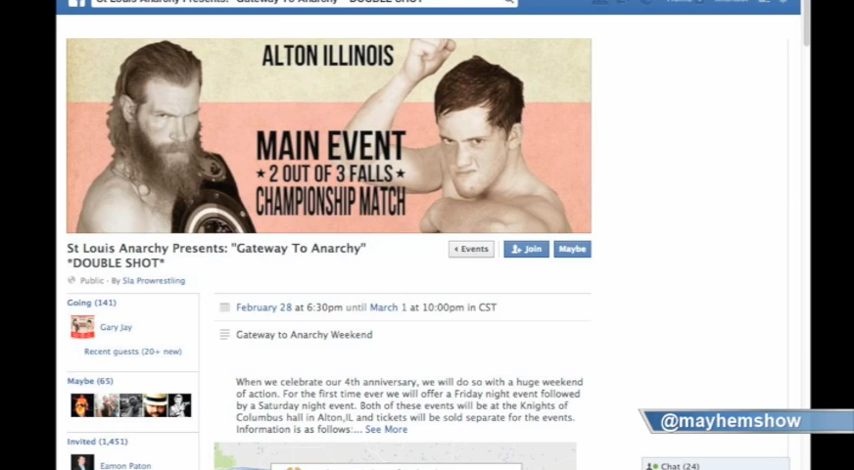 St Louis Anarchy Presents: "Gateway To Anarchy" *DOUBLE SHOT*
ALTON ILLINOIS
MAIN EVENT
★ 2 OUT OF 3 FALLS ★
CHAMPIONSHIP MATCH
St Louis Anarchy Presents: "Gateway To Anarchy"
*DOUBLE SHOT*
Events
Join
Maybe
Public · By Sla Prowrestling
Going (141)
Gary Jay
Recent guests (20+ new)
Maybe (65)
Invited (1,451)
Eamon Paton
February 28 at 6:30pm until March 1 at 10:00pm in CST
Gateway to Anarchy Weekend
When we celebrate our 4th anniversary, we will do so with a huge weekend
of action. For the first time ever we will offer a Friday night event followed
by a Saturday night event. Both of these events will be at the Knights of
Columbus hall in Alton,IL and tickets will be sold separate for the events.
Information is as follows:... See More
@mayhemshow
Chat (24)